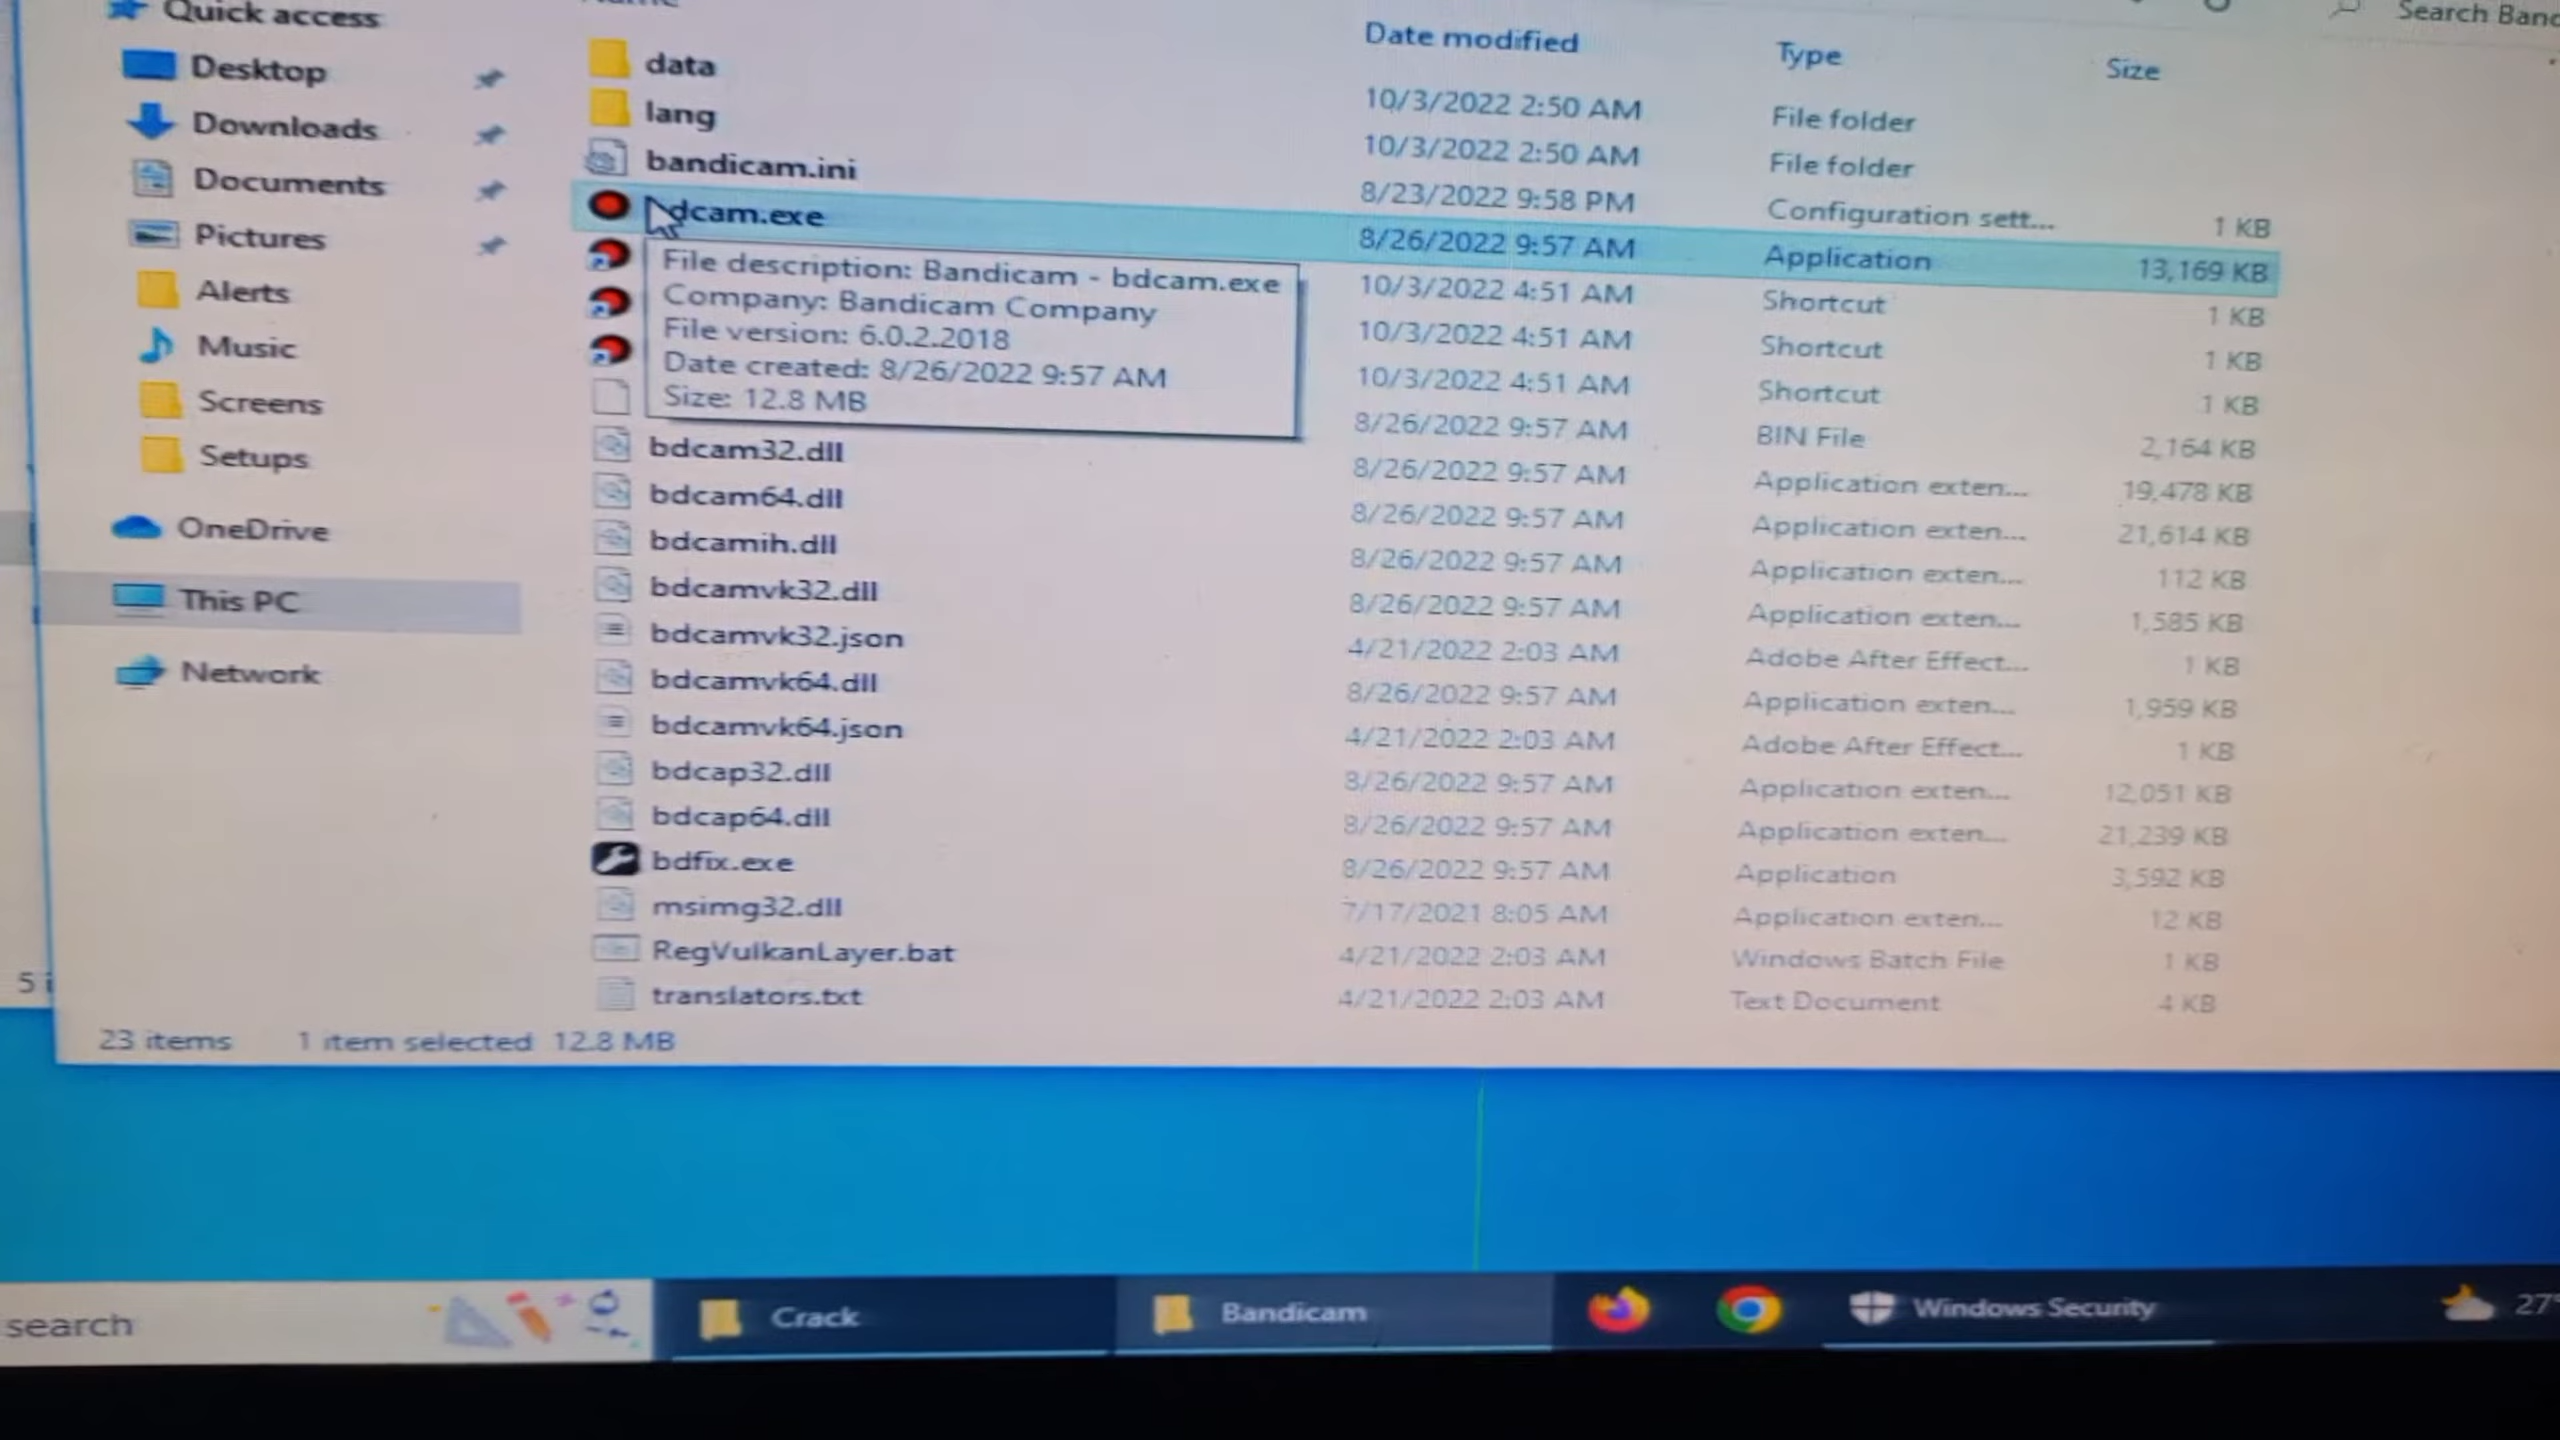 Quick access
Name
Search Band
Date modified
Type
Size
Desktop
Downloads
Documents
Pictures
Alerts
Music
Screens
Setups
OneDrive
This PC
Network
data 10/3/2022 2:50 AM File folder
lang 10/3/2022 2:50 AM File folder
bandicam.ini 8/23/2022 9:58 PM Configuration sett... 1 KB
dcam.exe 8/26/2022 9:57 AM Application 13,169 KB
10/3/2022 4:51 AM Shortcut 1 KB
10/3/2022 4:51 AM Shortcut 1 KB
10/3/2022 4:51 AM Shortcut 1 KB
8/26/2022 9:57 AM BIN File 2,164 KB
File description: Bandicam - bdcam.exe
Company: Bandicam Company
File version: 6.0.2.2018
Date created: 8/26/2022 9:57 AM
Size: 12.8 MB
bdcam32.dll 8/26/2022 9:57 AM Application exten... 19,478 KB
bdcam64.dll 8/26/2022 9:57 AM Application exten... 21,614 KB
bdcamih.dll 8/26/2022 9:57 AM Application exten... 112 KB
bdcamvk32.dll 8/26/2022 9:57 AM Application exten... 1,585 KB
bdcamvk32.json 4/21/2022 2:03 AM Adobe After Effect... 1 KB
bdcamvk64.dll 8/26/2022 9:57 AM Application exten... 1,959 KB
bdcamvk64.json 4/21/2022 2:03 AM Adobe After Effect... 1 KB
bdcap32.dll 8/26/2022 9:57 AM Application exten... 12,051 KB
bdcap64.dll 8/26/2022 9:57 AM Application exten... 21,239 KB
bdfix.exe 8/26/2022 9:57 AM Application 3,592 KB
msimg32.dll 7/17/2021 8:05 AM Application exten... 12 KB
RegVulkanLayer.bat 4/21/2022 2:03 AM Windows Batch File 1 KB
translators.txt 4/21/2022 2:03 AM Text Document 4 KB
5 i
23 items 1 item selected 12.8 MB
search
Crack
Bandicam
Windows Security
27°